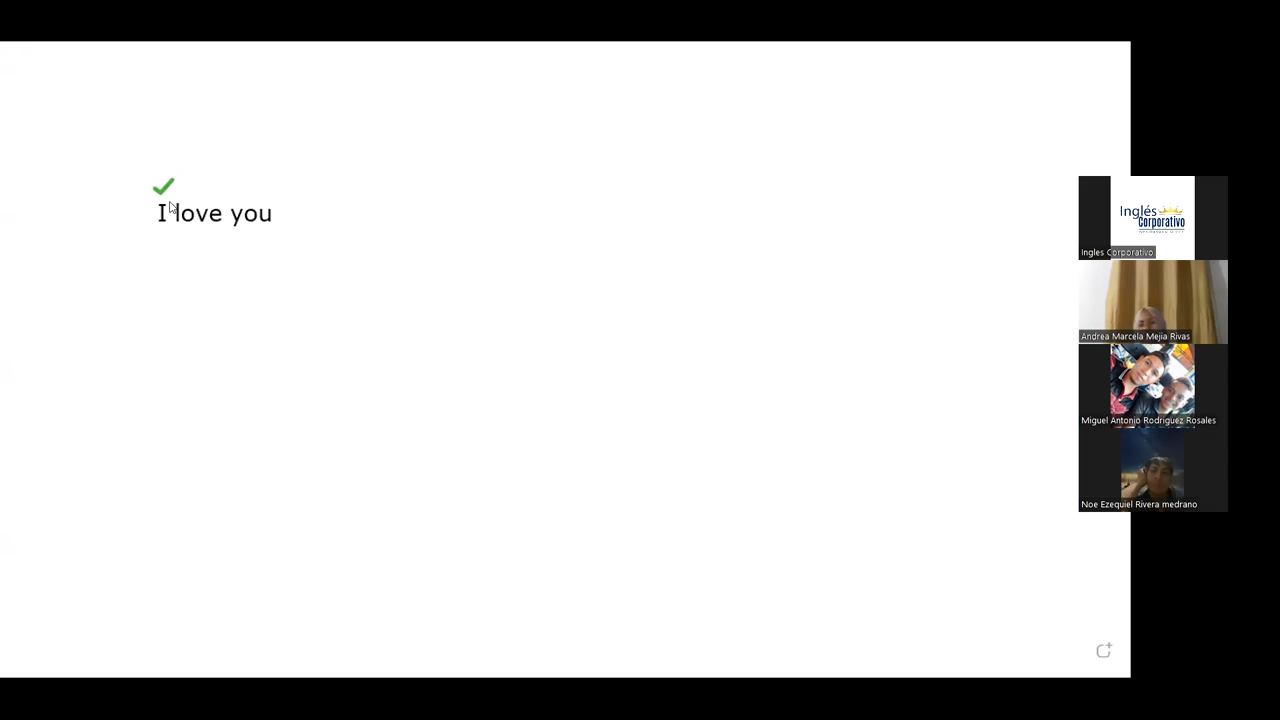 I love you
Inglés
Corporativo
Ingles Corporativo
Andrea Marcela Mejia Rivas
Miguel Antonio Rodriguez Rosales
Noe Ezequiel Rivera medrano